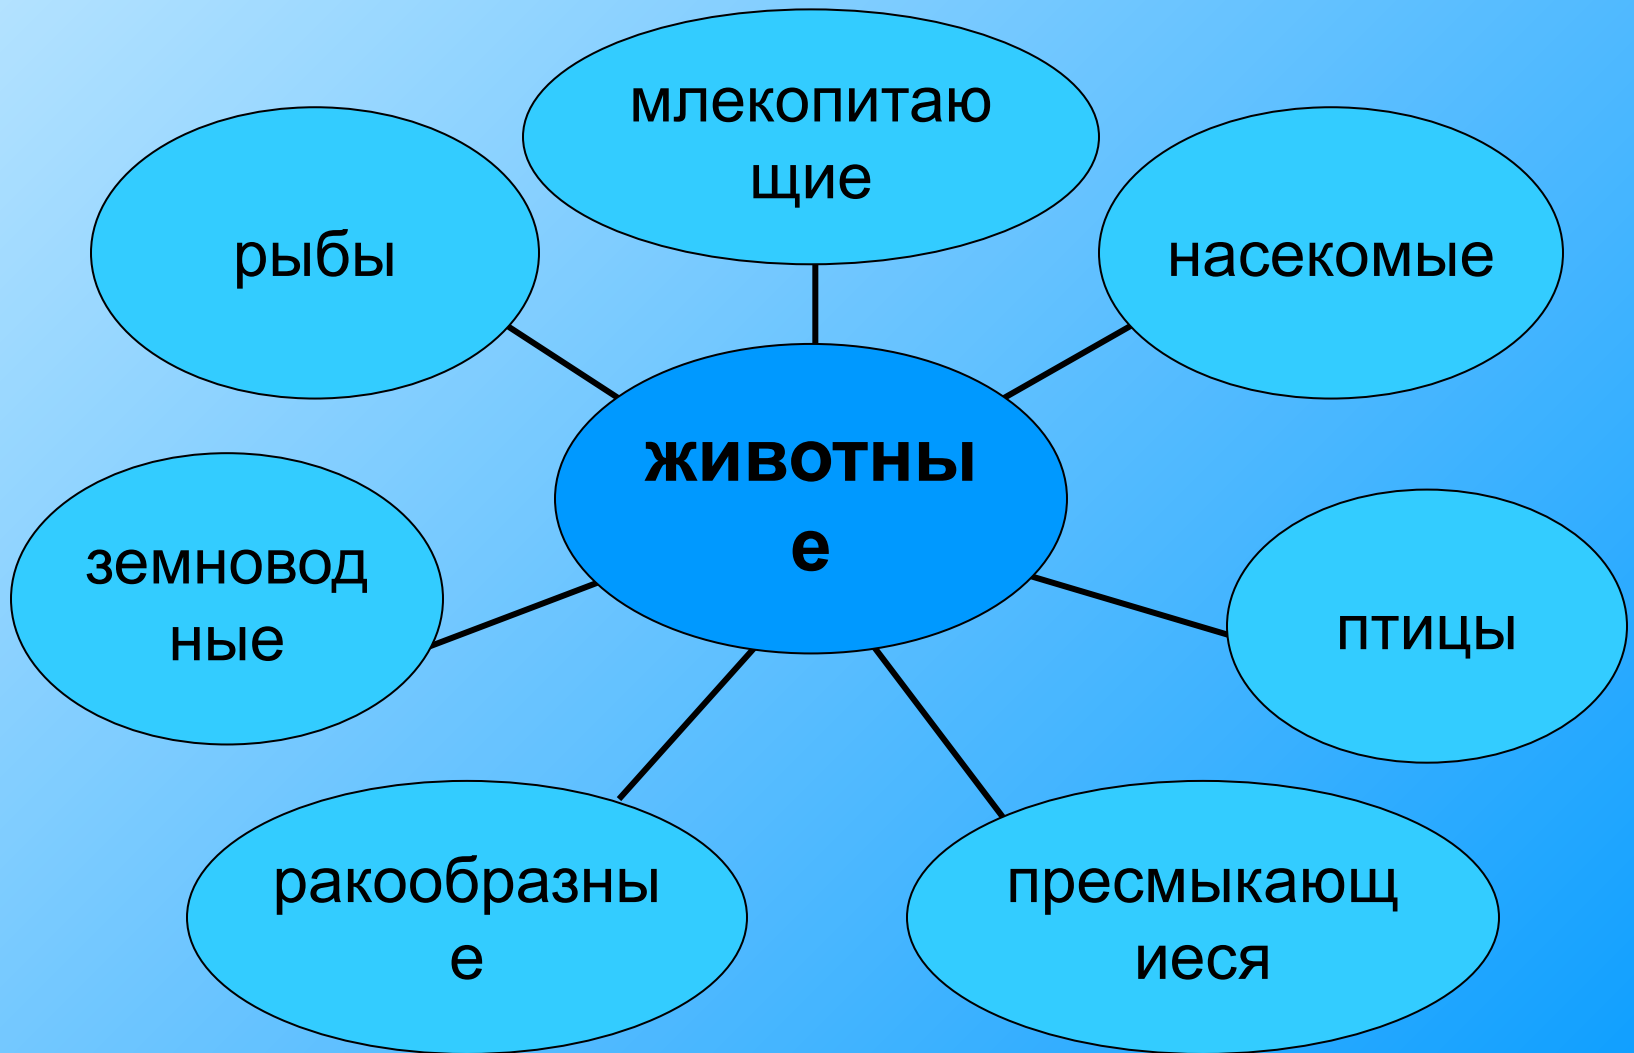 млекопитаю
щие
рыбы
насекомые
животны
е
земновод
ные
птицы
ракообразны
е
пресмыкающ
иеся